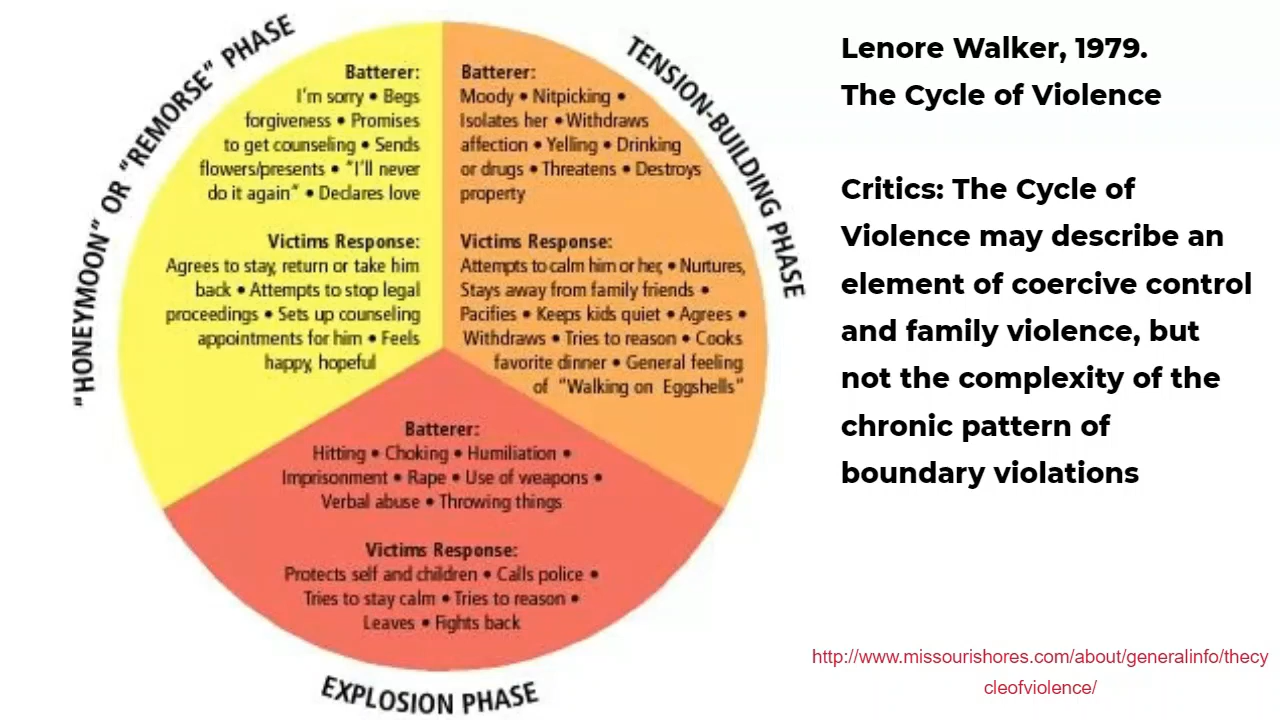 "HONEYMOON" OR "REMORSE" PHASE
Batterer:
I'm sorry • Begs
forgiveness • Promises
to get counseling • Sends
flowers/presents • "I'll never
do it again" • Declares love
Victims Response:
Agrees to stay, return or take him
back • Attempts to stop legal
proceedings • Sets up counseling
appointments for him • Feels
happy, hopeful
TENSION-BUILDING PHASE
Batterer:
Moody • Nitpicking •
Isolates her • Withdraws
affection • Yelling • Drinking
or drugs • Threatens • Destroys
property
Victims Response:
Attempts to calm him or her, • Nurtures,
Stays away from family friends •
Pacifies • Keeps kids quiet • Agrees •
Withdraws • Tries to reason • Cooks
favorite dinner • General feeling
of "Walking on Eggshells"
Batterer:
Hitting • Choking • Humiliation •
Imprisonment • Rape • Use of weapons •
Verbal abuse • Throwing things
Victims Response:
Protects self and children • Calls police •
Tries to stay calm • Tries to reason •
Leaves • Fights back
EXPLOSION PHASE
Lenore Walker, 1979.
The Cycle of Violence
Critics: The Cycle of
Violence may describe an
element of coercive control
and family violence, but
not the complexity of the
chronic pattern of
boundary violations
http://www.missourishores.com/about/generalinfo/thecy
cleofviolence/